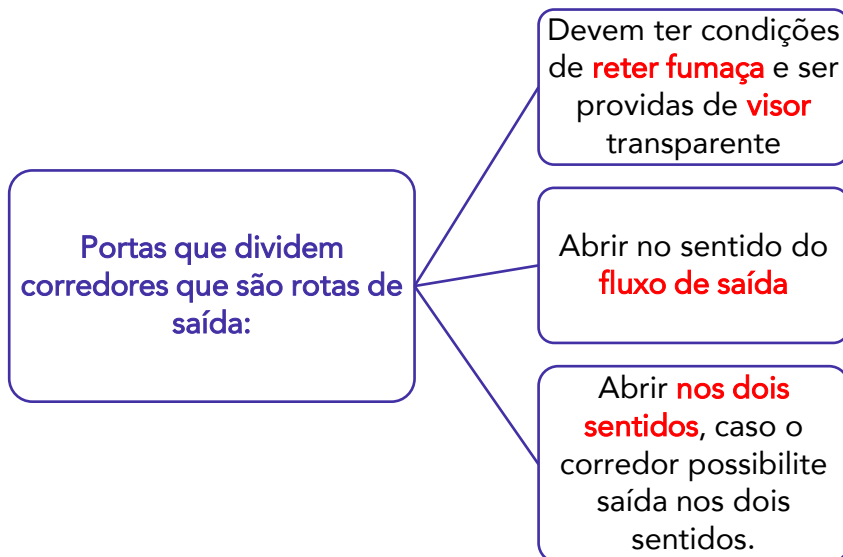 Portas que dividem
corredores que são rotas de
saída:
Devem ter condições
de reter fumaça e ser
providas de visor
transparente
Abrir no sentido do
fluxo de saída
Abrir nos dois
sentidos, caso o
corredor possibilite
saída nos dois
sentidos.